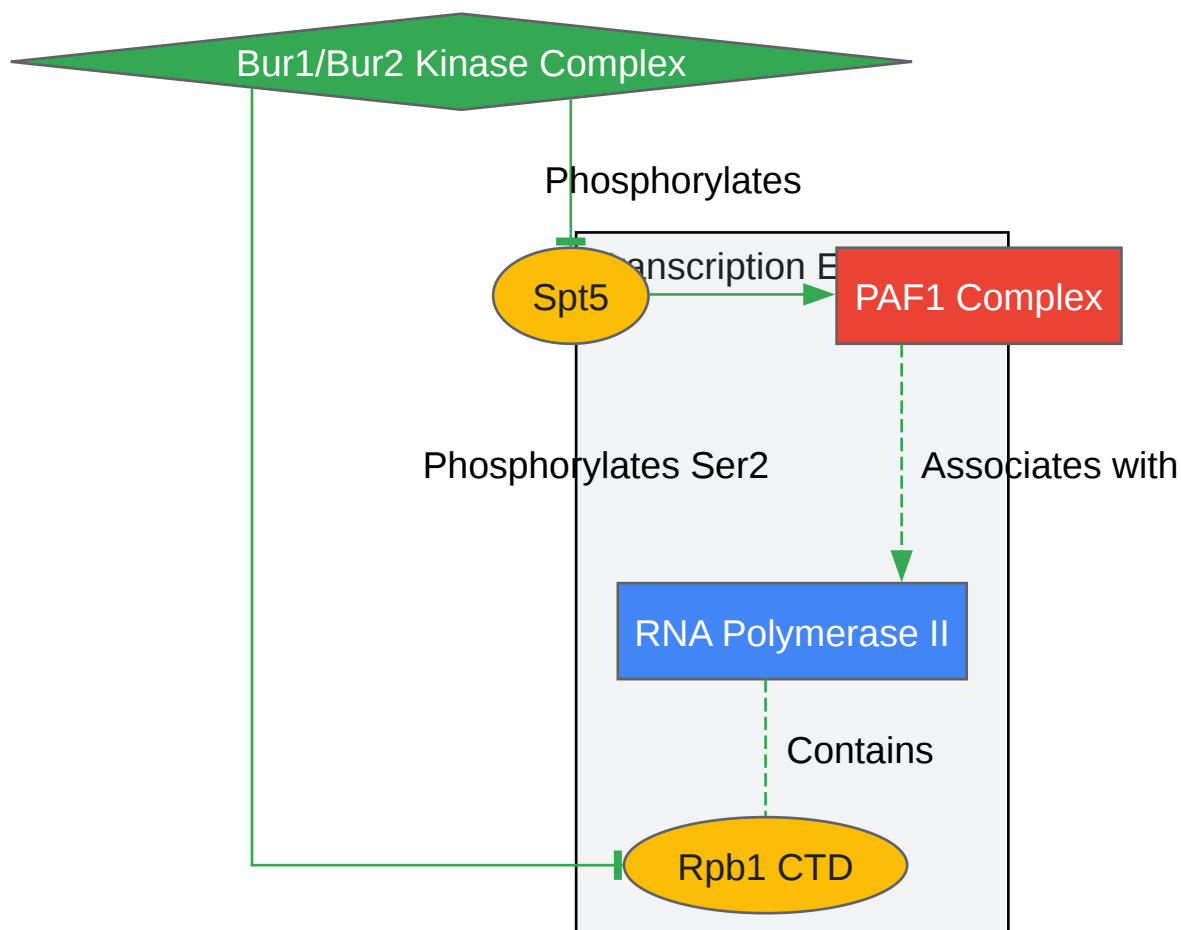 Bur1/Bur2 Kinase Complex
Phosphorylates
Spt5
PAF1 Complex
Phosphorylates Ser2
Associates with
RNA Polymerase II
Contains
Rpb1 CTD